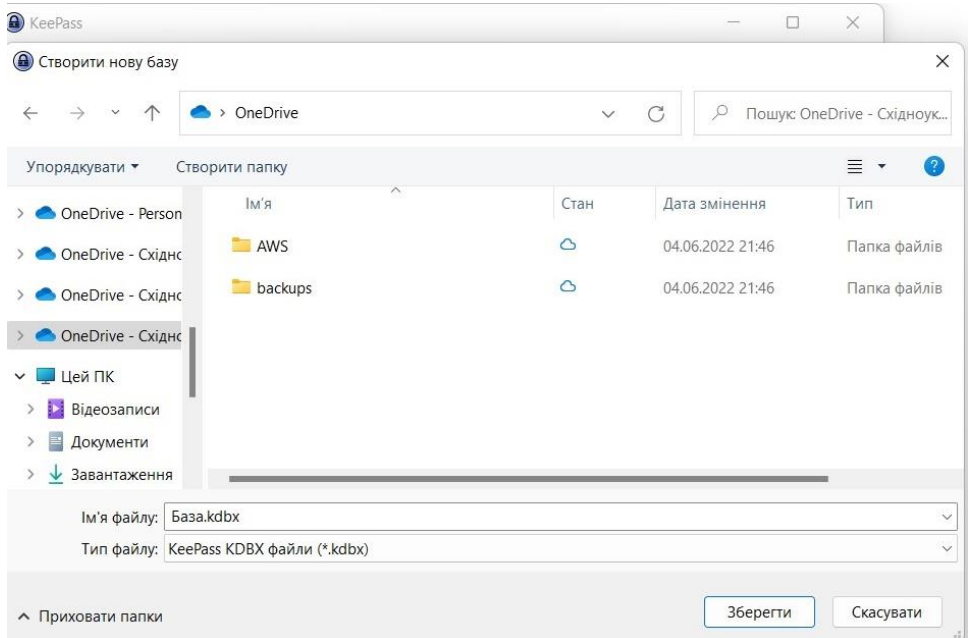 KeePass
Створити нову базу
OneDrive
Пошук: OneDrive - Східноук...
Упорядкувати
Створити папку
Ім'я Стан Дата змінення Тип
OneDrive - Person
AWS 04.06.2022 21:46 Папка файлів
OneDrive - Східнс
backups 04.06.2022 21:46 Папка файлів
OneDrive - Східнс
OneDrive - Східнс
Цей ПК
Відеозаписи
Документи
Завантаження
Ім'я файлу: База.kdbx
Тип файлу: KeePass KDBX файли (*.kdbx)
Приховати папки
Зберегти
Скасувати